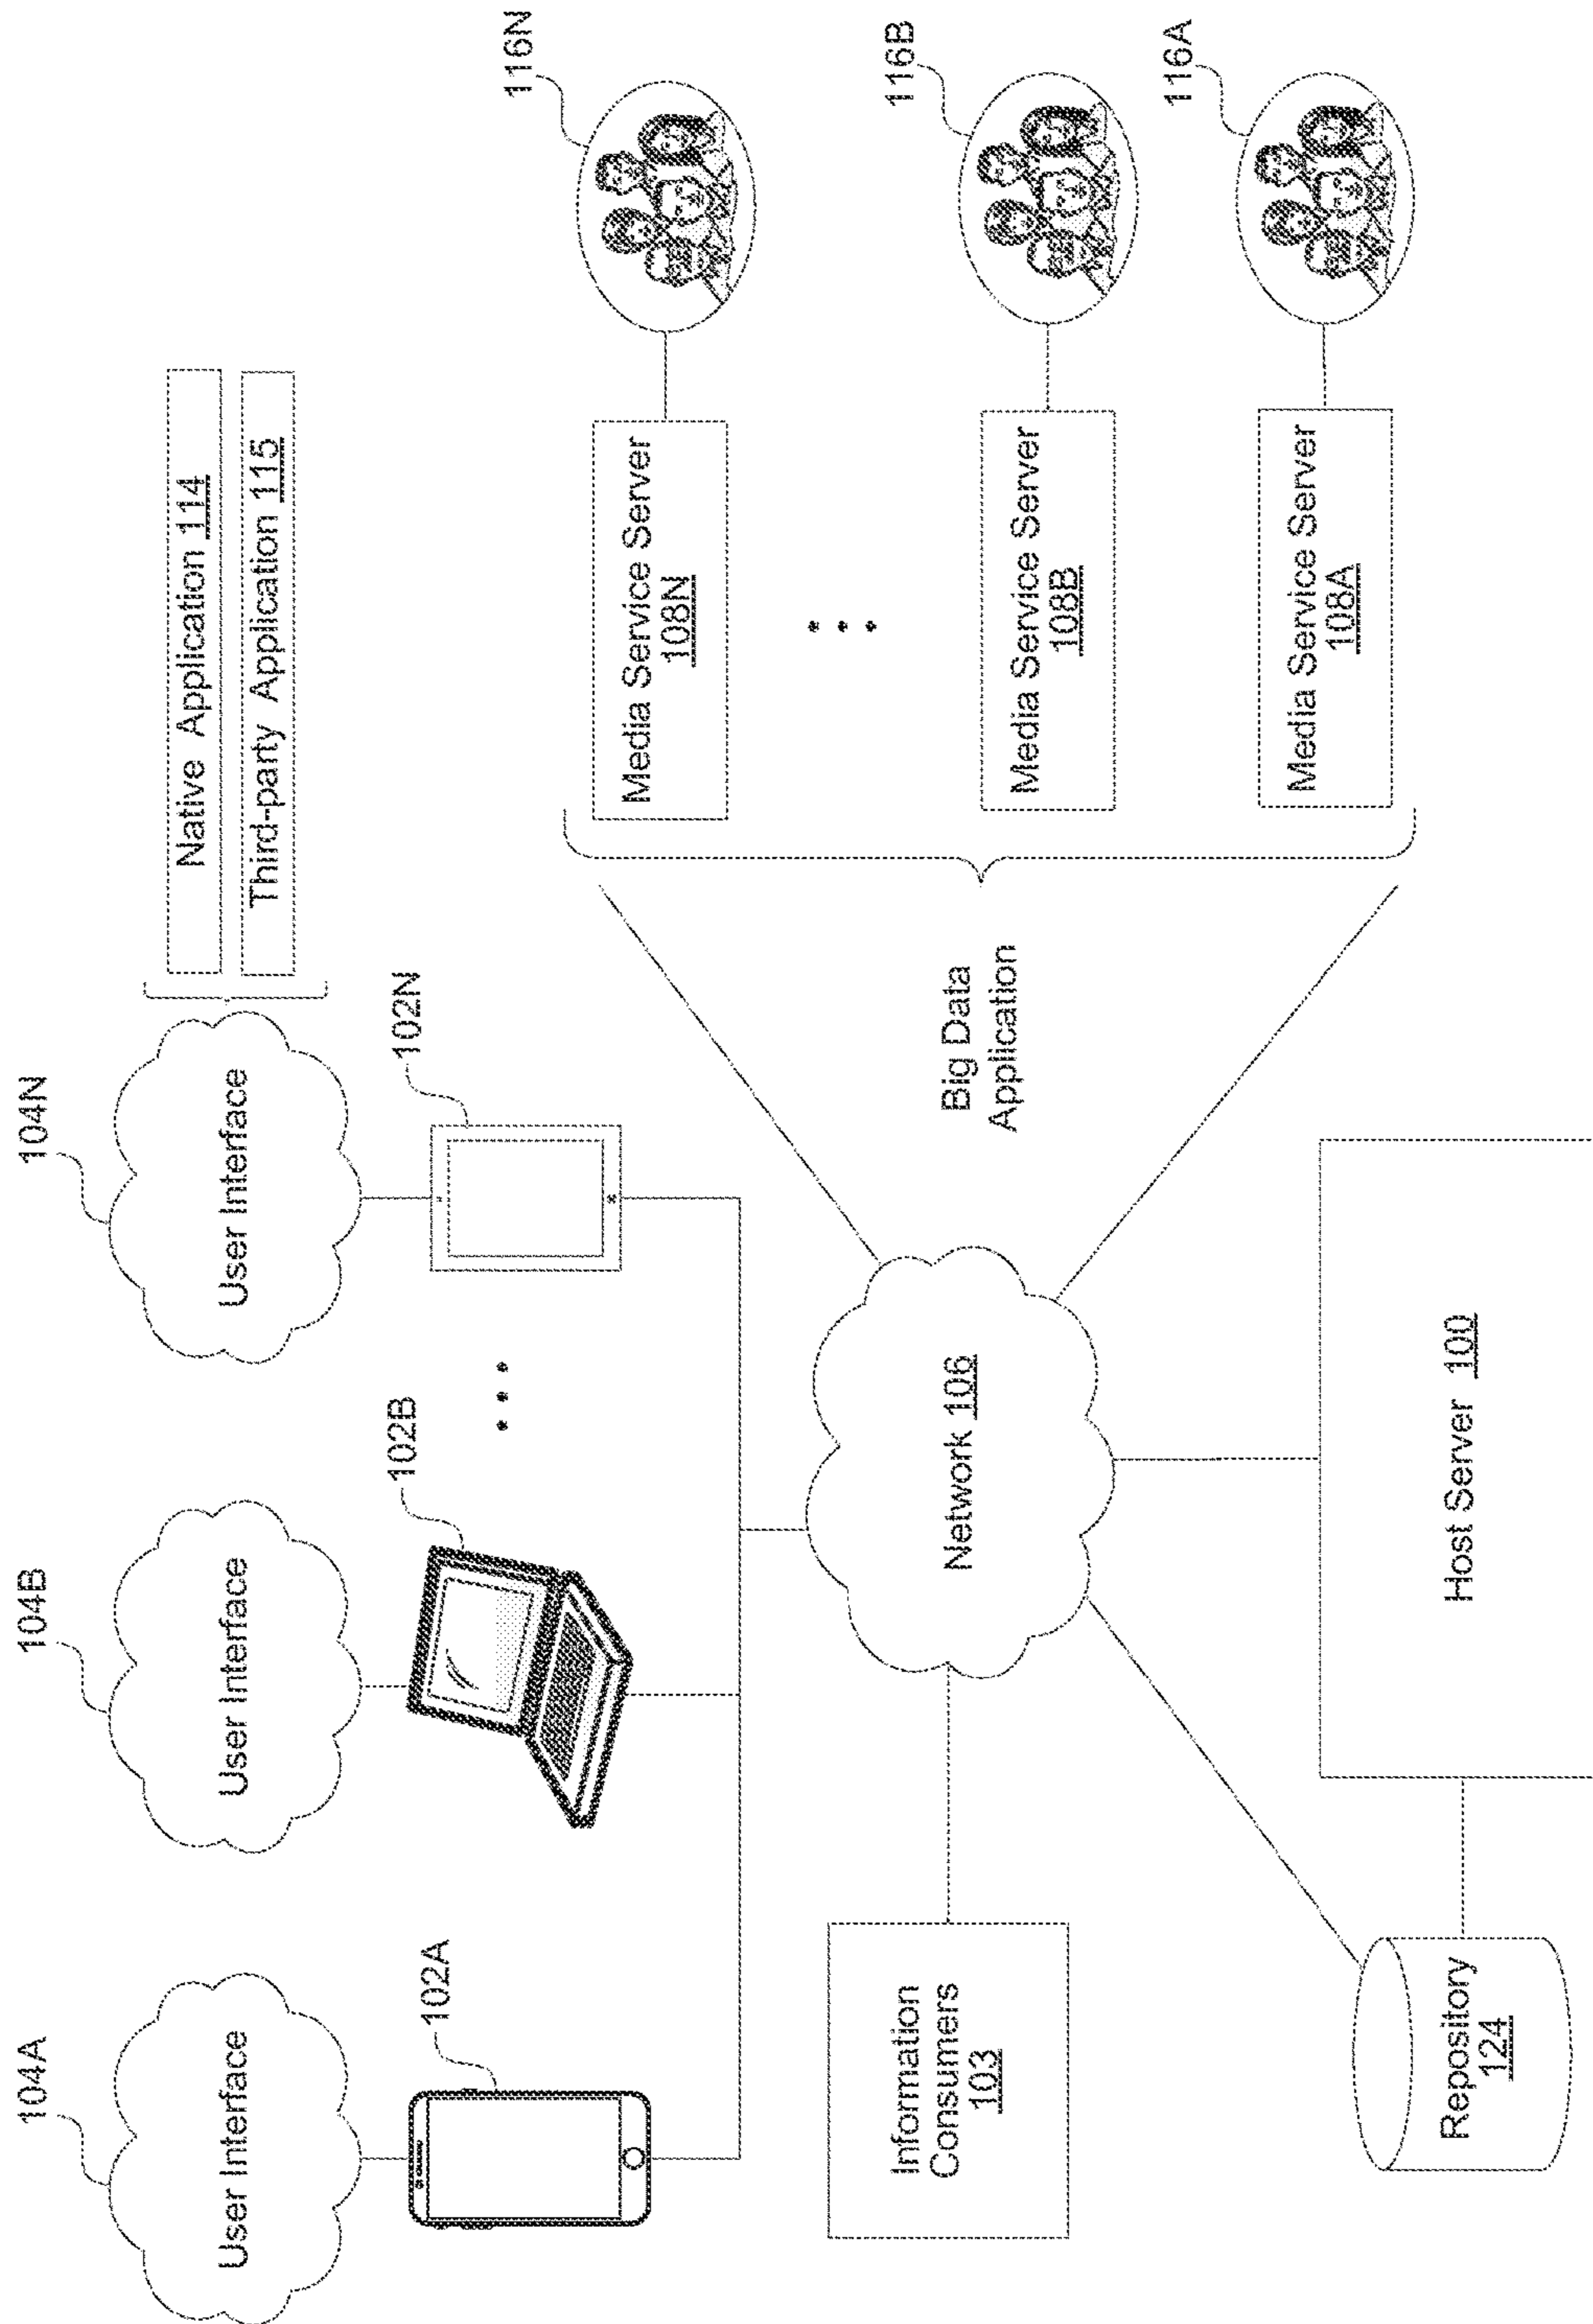 104A
104B
104N
User Interface
User Interface
User Interface
Native Application 114
Third-party Application 115
102A
102B
102N
116N
Information
Consumers
103
Network 106
Big Data
Application
Media Service Server
108N
Media Service Server
108B
116B
Media Service Server
108A
116A
Repository
124
Host Server 100